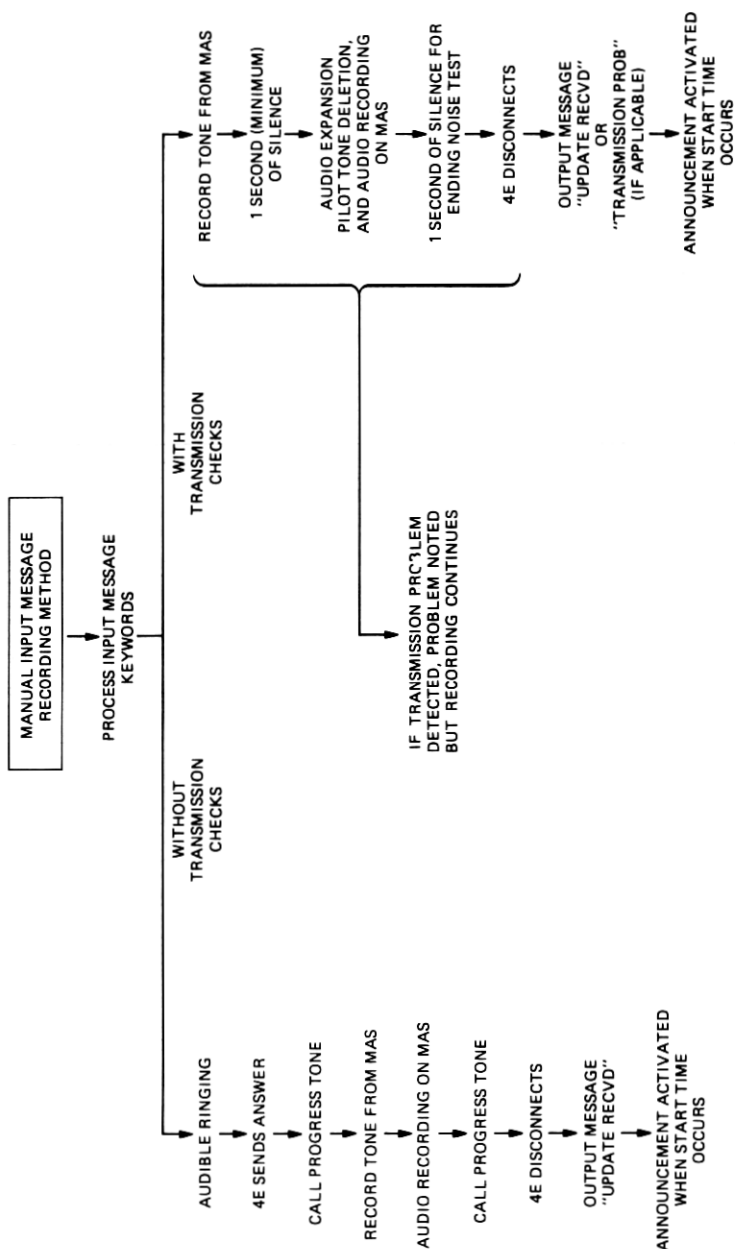 MANUAL INPUT MESSAGE
RECORDING METHOD
PROCESS INPUT MESSAGE
KEYWORDS
WITHOUT
TRANSMISSION
CHECKS
AUDIBLE RINGING
4E SENDS ANSWER
CALL PROGRESS TONE
RECORD TONE FROM MAS
AUDIO RECORDING ON MAS
CALL PROGRESS TONE
4E DISCONNECTS
OUTPUT MESSAGE
"UPDATE RECVD"
ANNOUNCEMENT ACTIVATED
WHEN START TIME
OCCURS
WITH
TRANSMISSION
CHECKS
RECORD TONE FROM MAS
1 SECOND (MINIMUM)
OF SILENCE
AUDIO EXPANSION
PILOT TONE DELETION,
AND AUDIO RECORDING
ON MAS
1 SECOND OF SILENCE FOR
ENDING NOISE TEST
4E DISCONNECTS
OUTPUT MESSAGE
"UPDATE RECVD"
OR
"TRANSMISSION PROB"
(IF APPLICABLE)
ANNOUNCEMENT ACTIVATED
WHEN START TIME
OCCURS
IF TRANSMISSION PROBLEM
DETECTED, PROBLEM NOTED
BUT RECORDING CONTINUES